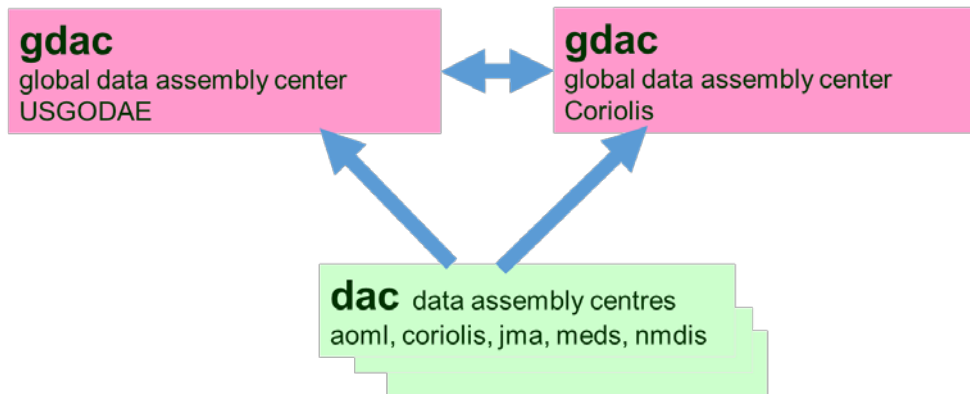 gdac
global data assembly center
USGODAE
gdac
global data assembly center
Coriolis
dac data assembly centres
aoml, coriolis, jma, meds, nmdis